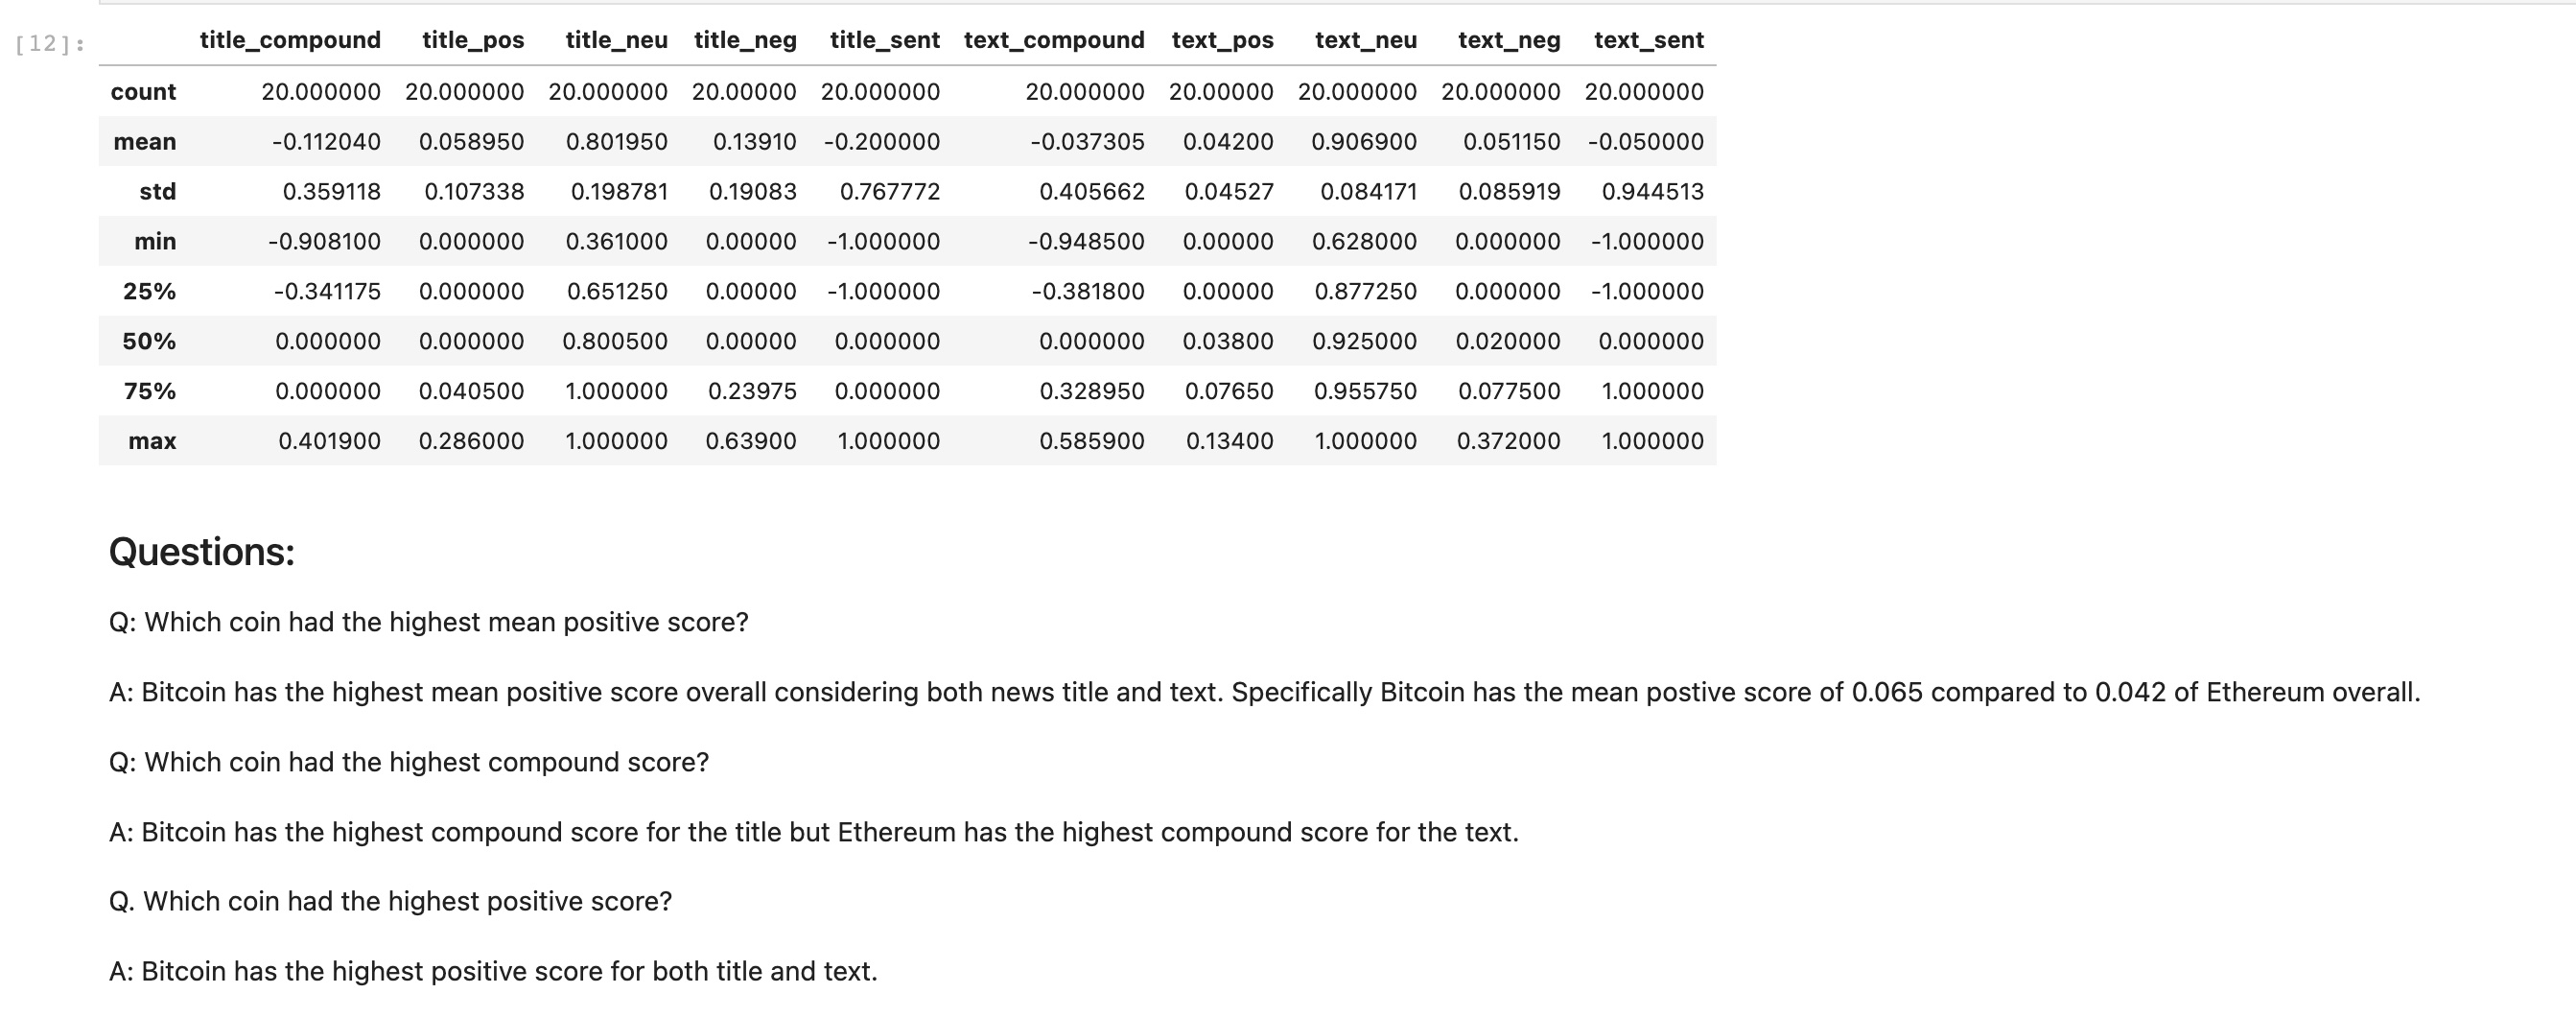 [12]:
title_compound title_pos title_neu title_neg title_sent text_compound text_pos text_neu text_neg text_sent
count 20.000000 20.000000 20.000000 20.00000 20.000000 20.000000 20.00000 20.000000 20.000000 20.000000
mean -0.112040 0.058950 0.801950 0.13910 -0.200000 -0.037305 0.04200 0.906900 0.051150 -0.050000
std 0.359118 0.107338 0.198781 0.19083 0.767772 0.405662 0.04527 0.084171 0.085919 0.944513
min -0.908100 0.000000 0.361000 0.00000 -1.000000 -0.948500 0.00000 0.628000 0.000000 -1.000000
25% -0.341175 0.000000 0.651250 0.00000 -1.000000 -0.381800 0.00000 0.877250 0.000000 -1.000000
50% 0.000000 0.000000 0.800500 0.00000 0.000000 0.000000 0.03800 0.925000 0.020000 0.000000
75% 0.000000 0.040500 1.000000 0.23975 0.000000 0.328950 0.07650 0.955750 0.077500 1.000000
max 0.401900 0.286000 1.000000 0.63900 1.000000 0.585900 0.13400 1.000000 0.372000 1.000000
Questions:
Q: Which coin had the highest mean positive score?
A: Bitcoin has the highest mean positive score overall considering both news title and text. Specifically Bitcoin has the mean postive score of 0.065 compared to 0.042 of Ethereum overall.
Q: Which coin had the highest compound score?
A: Bitcoin has the highest compound score for the title but Ethereum has the highest compound score for the text.
Q. Which coin had the highest positive score?
A: Bitcoin has the highest positive score for both title and text.